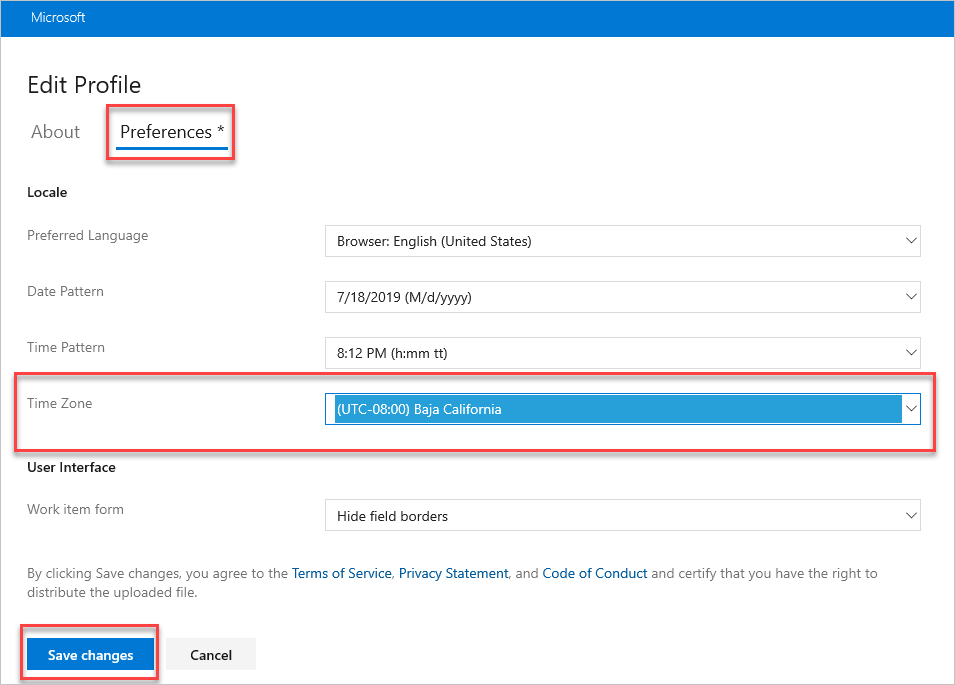 Microsoft
Edit Profile
About
Preferences *
Locale
Preferred Language
Browser: English (United States)
Date Pattern
7/18/2019 (M/d/yyyy)
Time Pattern
8:12 PM (h:mm tt)
Time Zone
(UTC-08:00) Baja California
User Interface
Work item form
Hide field borders
By clicking Save changes, you agree to the Terms of Service, Privacy Statement, and Code of Conduct and certify that you have the right to
distribute the uploaded file.
Save changes
Cancel